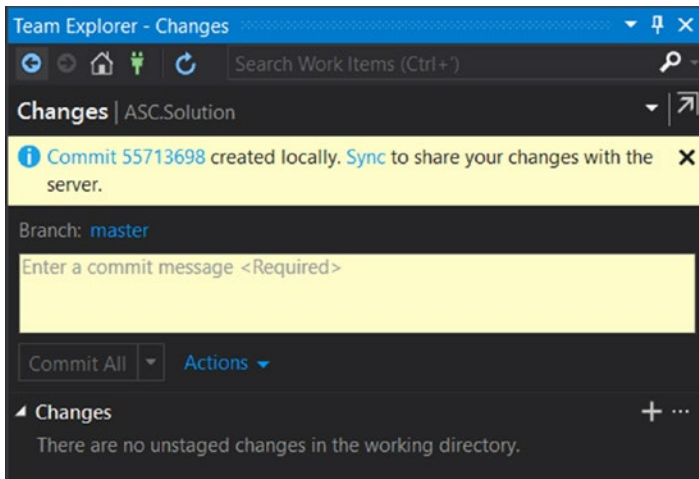 Team Explorer - Changes
Search Work Items (Ctrl+')
Changes | ASC.Solution
Commit 55713698 created locally. Sync to share your changes with the
server.
Branch: master
Enter a commit message <Required>
Commit All
Actions
Changes
There are no unstaged changes in the working directory.